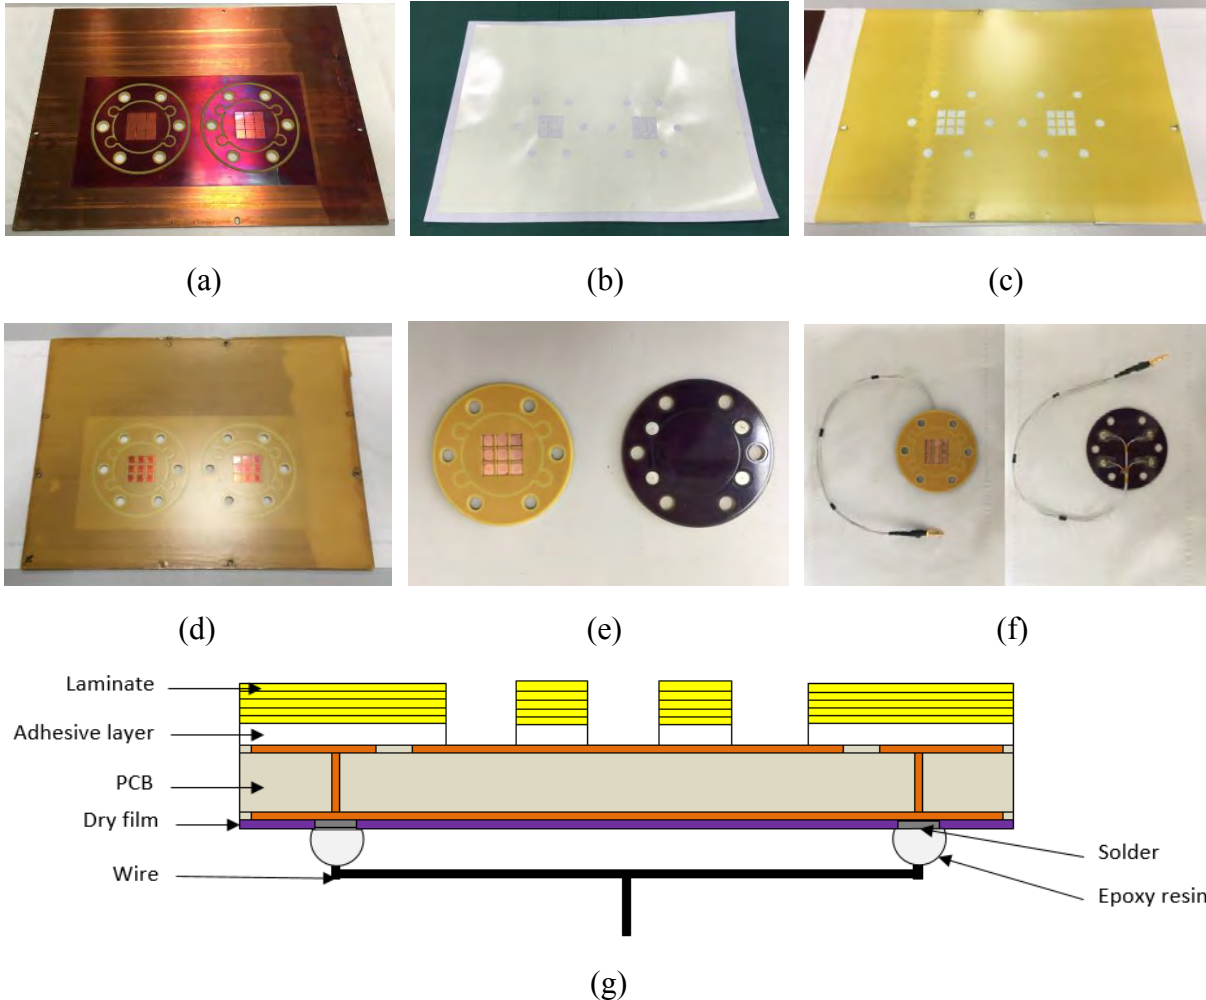 (a)
(b)
(c)
(d)
(e)
(f)
Laminate
Adhesive layer
PCB
Dry film
Wire
Solder
Epoxy resin
(g)